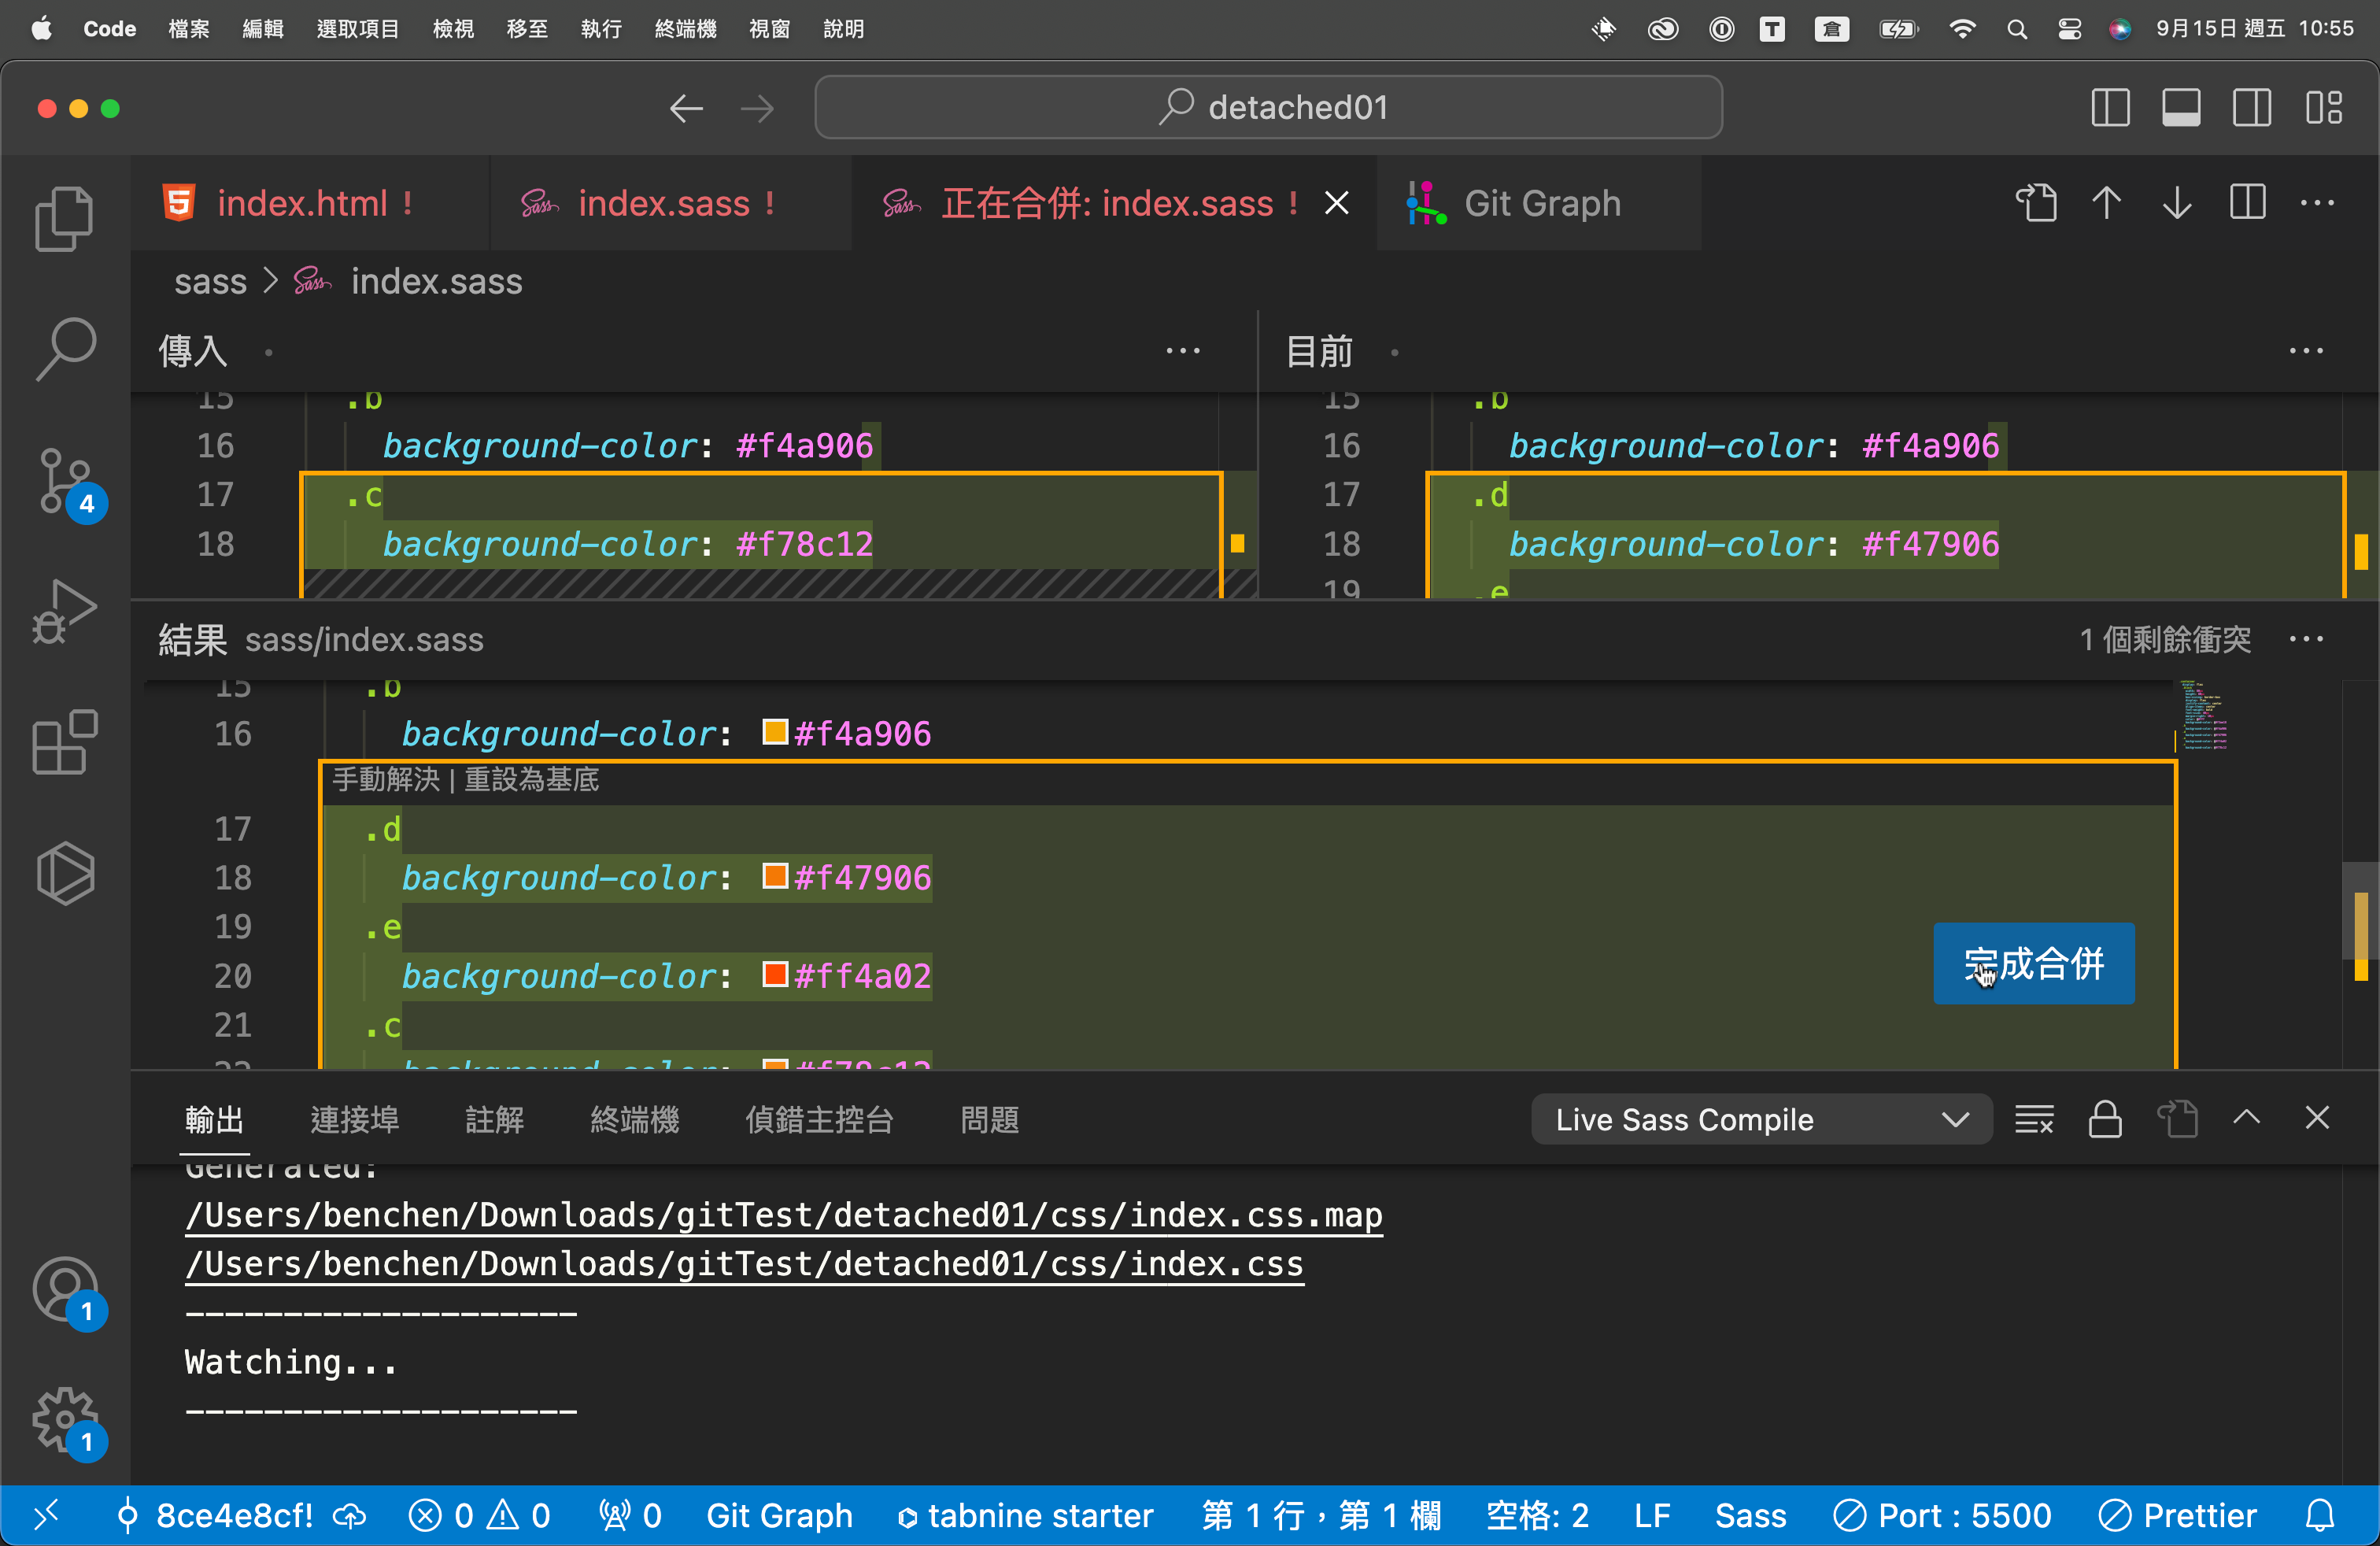 Code 檔案 編輯 選取項目 檢視 移至 執行 終端機 視窗 說明 倉 9月15日 週五 10:55
detached01
index.html ! index.sass ! 正在合併: index.sass ! Git Graph
sass > index.sass
傳入
15 .b
16 background-color: #f4a906
17 .c
18 background-color: #f78c12
目前
15 .b
16 background-color: #f4a906
17 .d
18 background-color: #f47906
19 .e
結果 sass/index.sass 1 個剩餘衝突
15 .b
16 background-color: #f4a906
手動解決 | 重設為基底
17 .d
18 background-color: #f47906
19 .e
20 background-color: #ff4a02
21 .c
22 background-color: #f78c12
完成合併
4
輸出 連接埠 註解 終端機 偵錯主控台 問題 Live Sass Compile
Generated:
/Users/benchen/Downloads/gitTest/detached01/css/index.css.map
/Users/benchen/Downloads/gitTest/detached01/css/index.css
--------------------
Watching...
--------------------
1
1
8ce4e8cf! 0 0 0 Git Graph tabnine starter 第 1 行，第 1 欄 空格: 2 LF Sass Port : 5500 Prettier